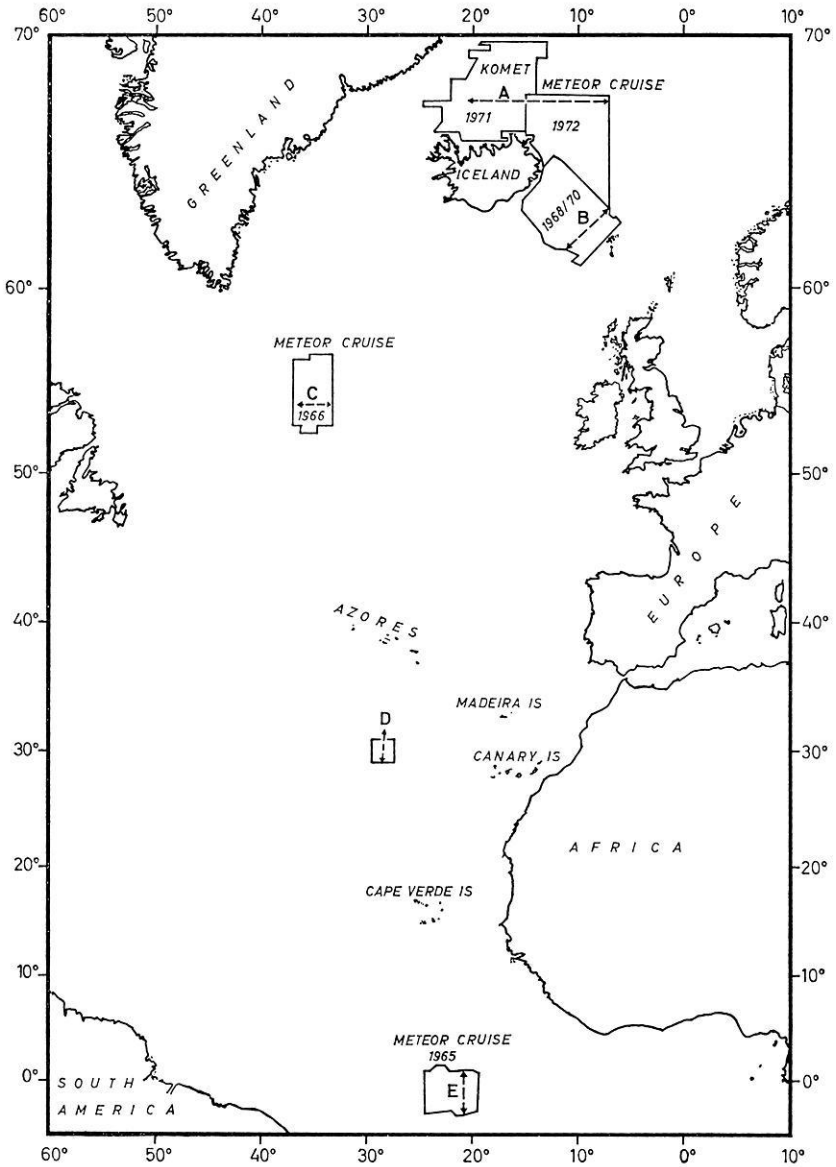 60° 50° 40° 30° 20° 10° 0° 10°
70° 70°
KOMET
METEOR CRUISE
A
1971 1972
GREENLAND
ICELAND
1968/70
B
60° 60°
METEOR CRUISE
C
1966
50° 50°
EUROPE
AZORES
40° 40°
MADEIRA IS
D
30° 30°
CANARY IS
AFRICA
20° 20°
CAPE VERDE IS
10° 10°
METEOR CRUISE
1965
0° 0°
SOUTH
AMERICA
E
60° 50° 40° 30° 20° 10° 0° 10°